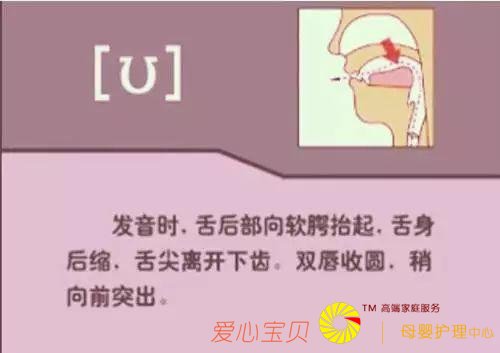 [ʊ]
发音时,舌后部向软腭抬起,舌身
后缩,舌尖离开下齿。双唇收圆,稍
向前突出。
爱心宝贝
TM 高端家庭服务
母婴护理中心